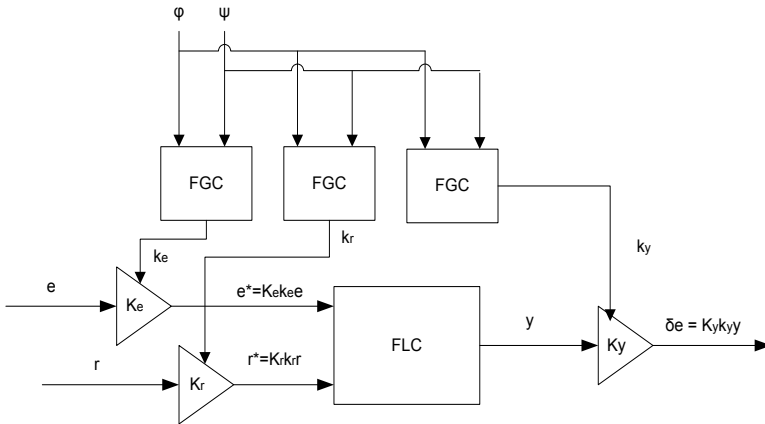 φ ψ
FGC FGC FGC
ke kr ky
e Ke e*=Kekee
r Kr r*=Krkrr
FLC
y Ky δe = Kykyy